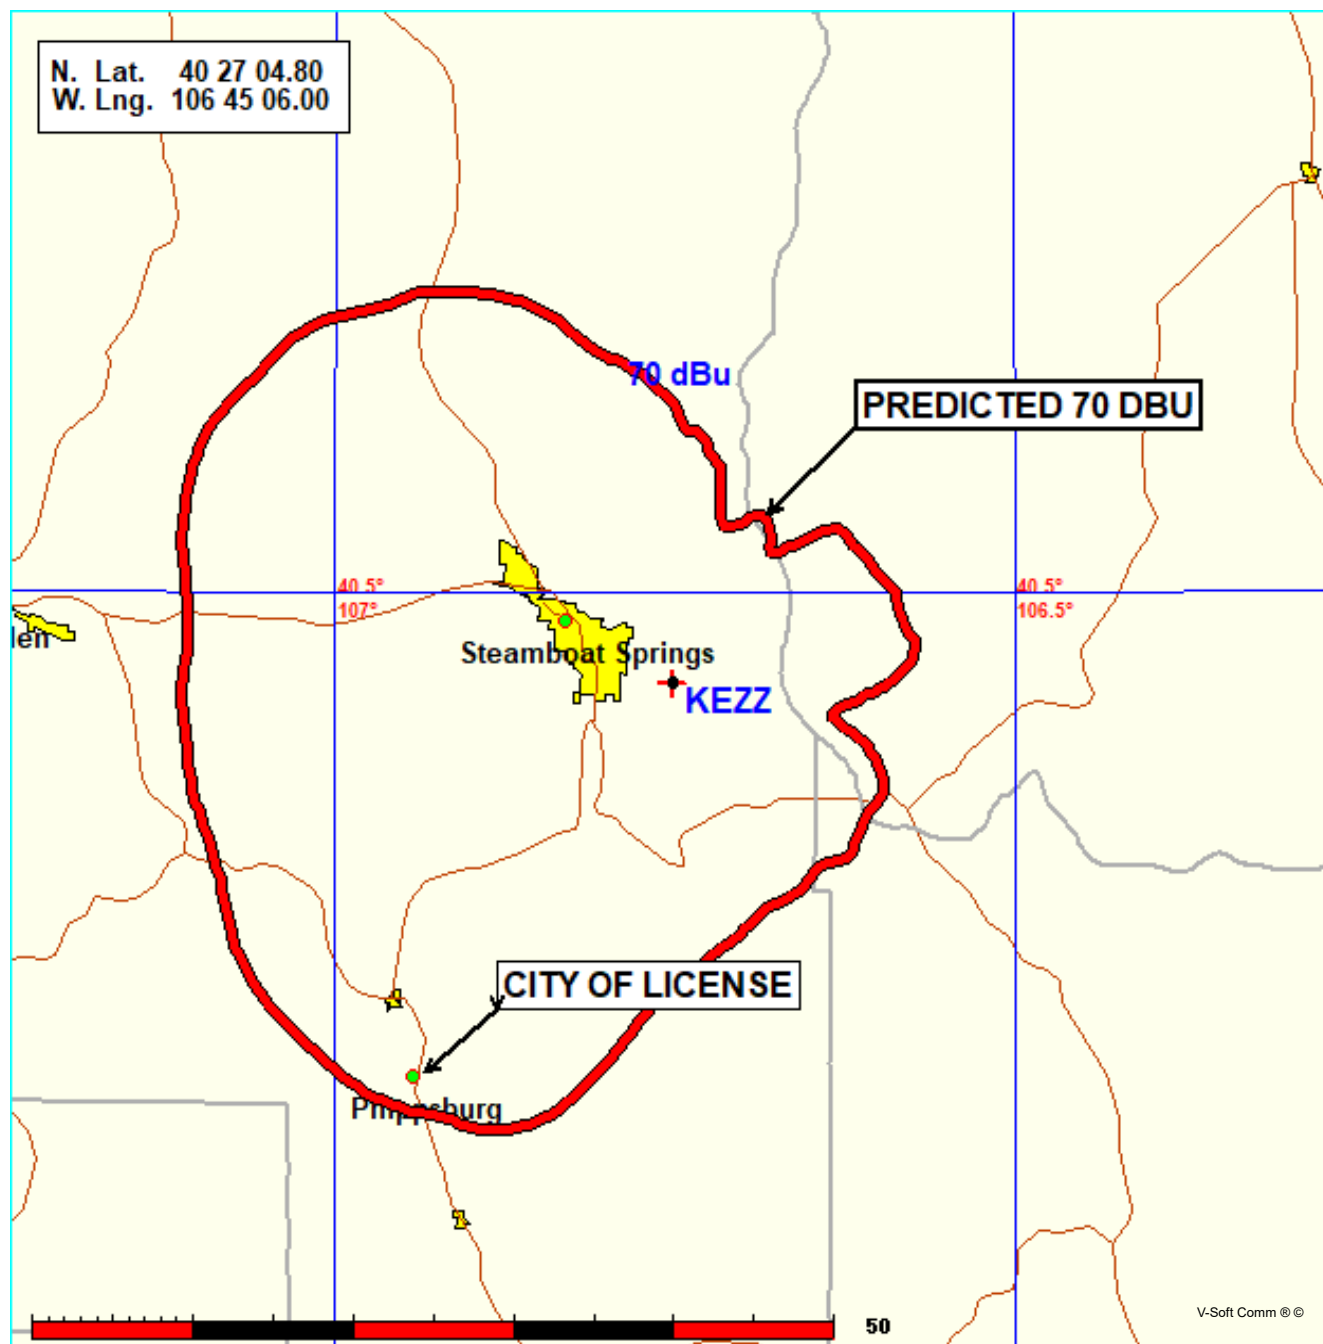 N. Lat. 40 27 04.80
W. Lng. 106 45 06.00
70 dBu
PREDICTED 70 DBU
40.5°
107°
40.5°
106.5°
len
Steamboat Springs
KEZZ
CITY OF LICENSE
50
V-Soft Comm ® ©